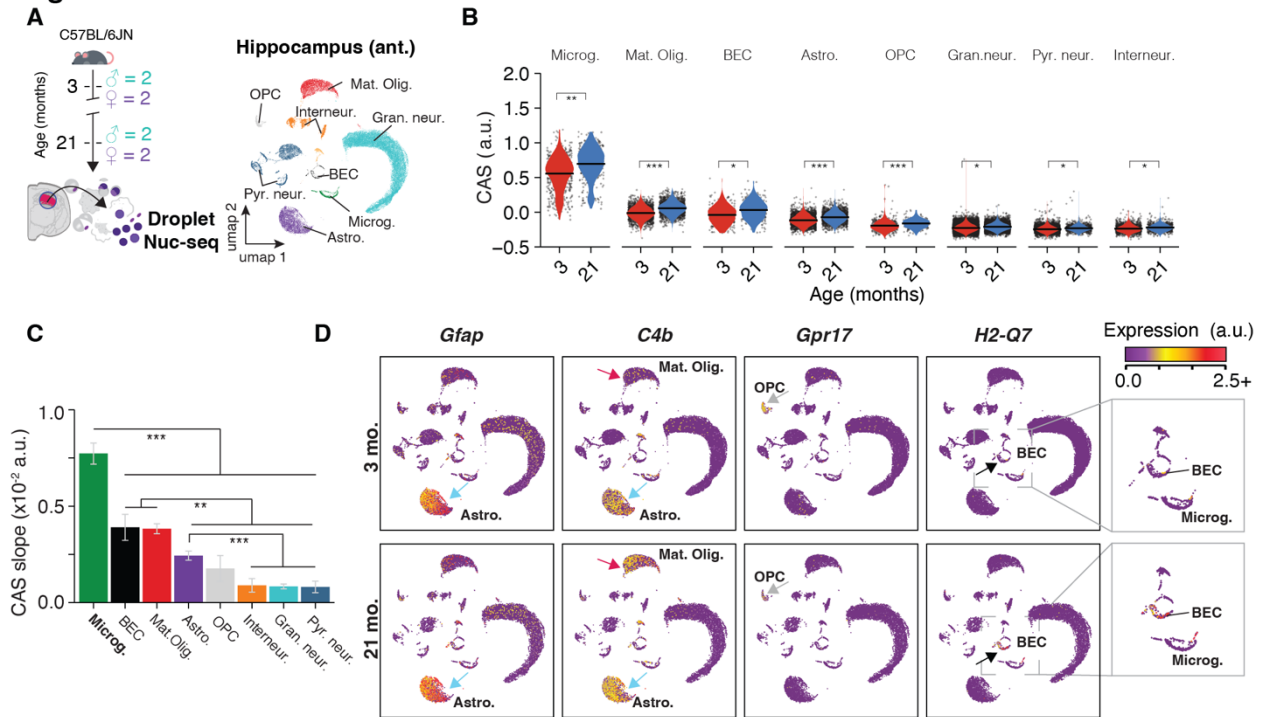 A
C57BL/6JN
Age (months)
3
♂ = 2
♀ = 2
21
♂ = 2
♀ = 2
Droplet
Nuc-seq
Hippocampus (ant.)
Mat. Olig.
OPC
Interneur.
Gran. neur.
BEC
Pyr. neur.
Microg.
Astro.
umap 2
umap 1
B
Microg. Mat. Olig. BEC Astro. OPC Gran.neur. Pyr. neur. Interneur.
CAS (a.u.)
2.0
1.5
1.0
0.5
0.0
−0.5
** *** * *** *** * * *
3 21 3 21 3 21 3 21 3 21 3 21 3 21 3 21
Age (months)
C
CAS slope (x10⁻² a.u.)
1.0
0.5
0.0
***
**
***
Microg.
BEC
Mat. Olig.
Astro.
OPC
Interneur.
Gran. neur.
Pyr. neur.
D
Gfap C4b Gpr17 H2-Q7
Expression (a.u.)
0.0 2.5+
3 mo.
Astro.
Mat. Olig.
Astro.
OPC
BEC
BEC
Microg.
21 mo.
Astro.
Mat. Olig.
Astro.
OPC
BEC
BEC
Microg.